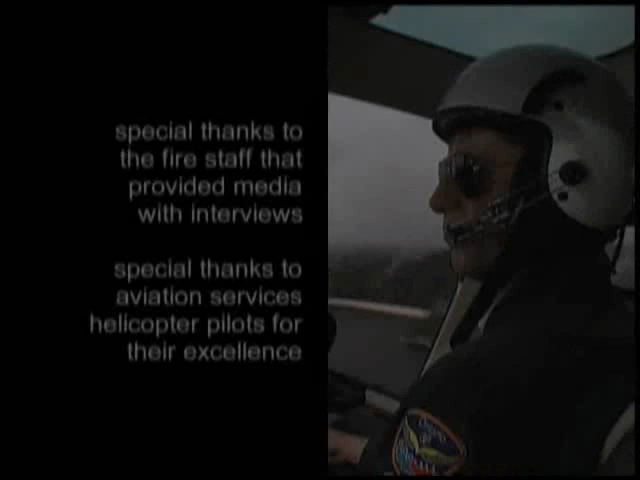 special thanks to
the fire staff that
provided media
with interviews
special thanks to
aviation services
helicopter pilots for
their excellence